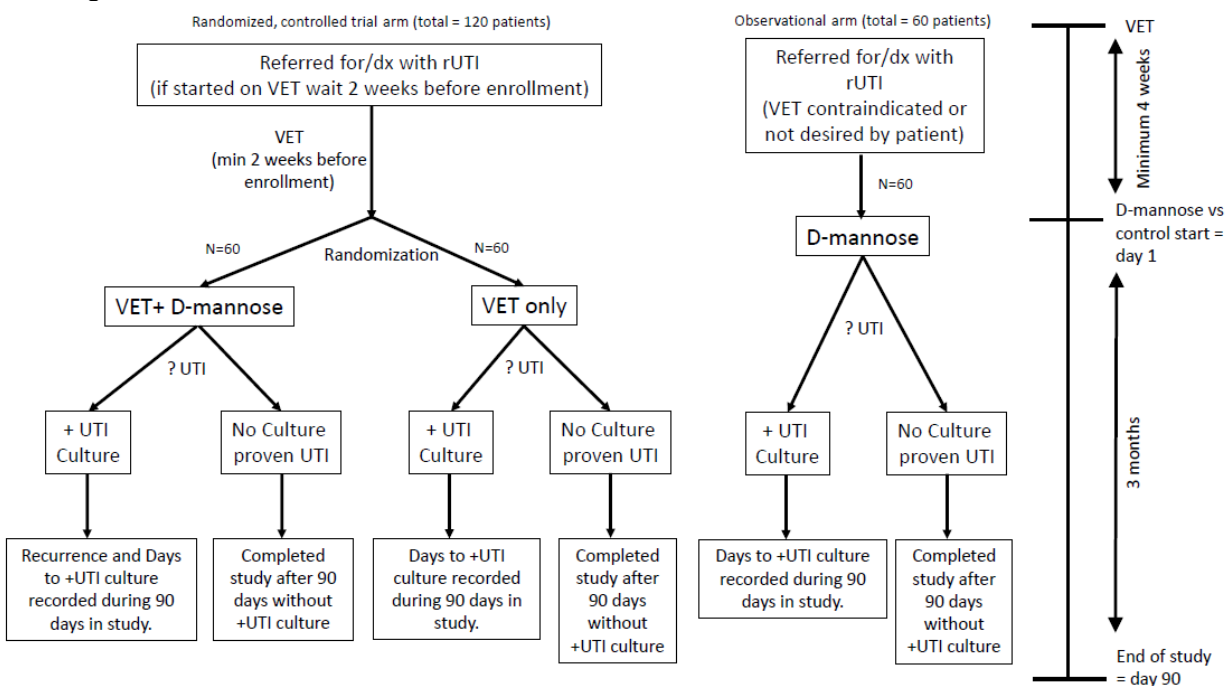 Randomized, controlled trial arm (total = 120 patients)
Referred for/dx with rUTI
(if started on VET wait 2 weeks before enrollment)
VET
(min 2 weeks before
enrollment)
N=60
Randomization
N=60
VET+ D-mannose
VET only
? UTI
? UTI
+ UTI
Culture
No Culture
proven UTI
+ UTI
Culture
No Culture
proven UTI
Recurrence and Days
to +UTI culture
recorded during 90
days in study.
Completed
study after 90
days without
+UTI culture
Days to +UTI
culture recorded
during 90 days in
study.
Completed
study after
90 days
without
+UTI culture
Observational arm (total = 60 patients)
Referred for/dx with
rUTI
(VET contraindicated or
not desired by patient)
N=60
D-mannose
? UTI
+ UTI
Culture
No Culture
proven UTI
Days to +UTI culture
recorded during 90
days in study.
Completed
study after
90 days
without
+UTI culture
VET
Minimum 4 weeks
D-mannose vs
control start =
day 1
3 months
End of study
= day 90